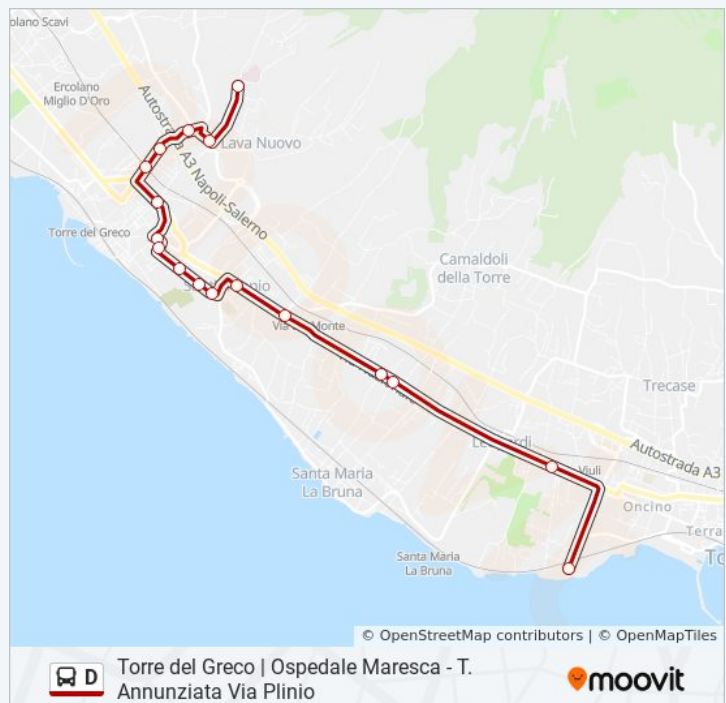 olano Scavi
Ercolano
Miglio D'Oro
Autostrada A3 Napoli-Salerno
Lava Nuovo
Torre del Greco
Camaldoli
della Torre
Trecase
Autostrada A3
Viuli
Oncino
Terra
To
Santa Maria
La Bruna
Santa Maria
La Bruna
© OpenStreetMap contributors | © OpenMapTiles
D
Torre del Greco | Ospedale Maresca - T.
Annunziata Via Plinio
moovit